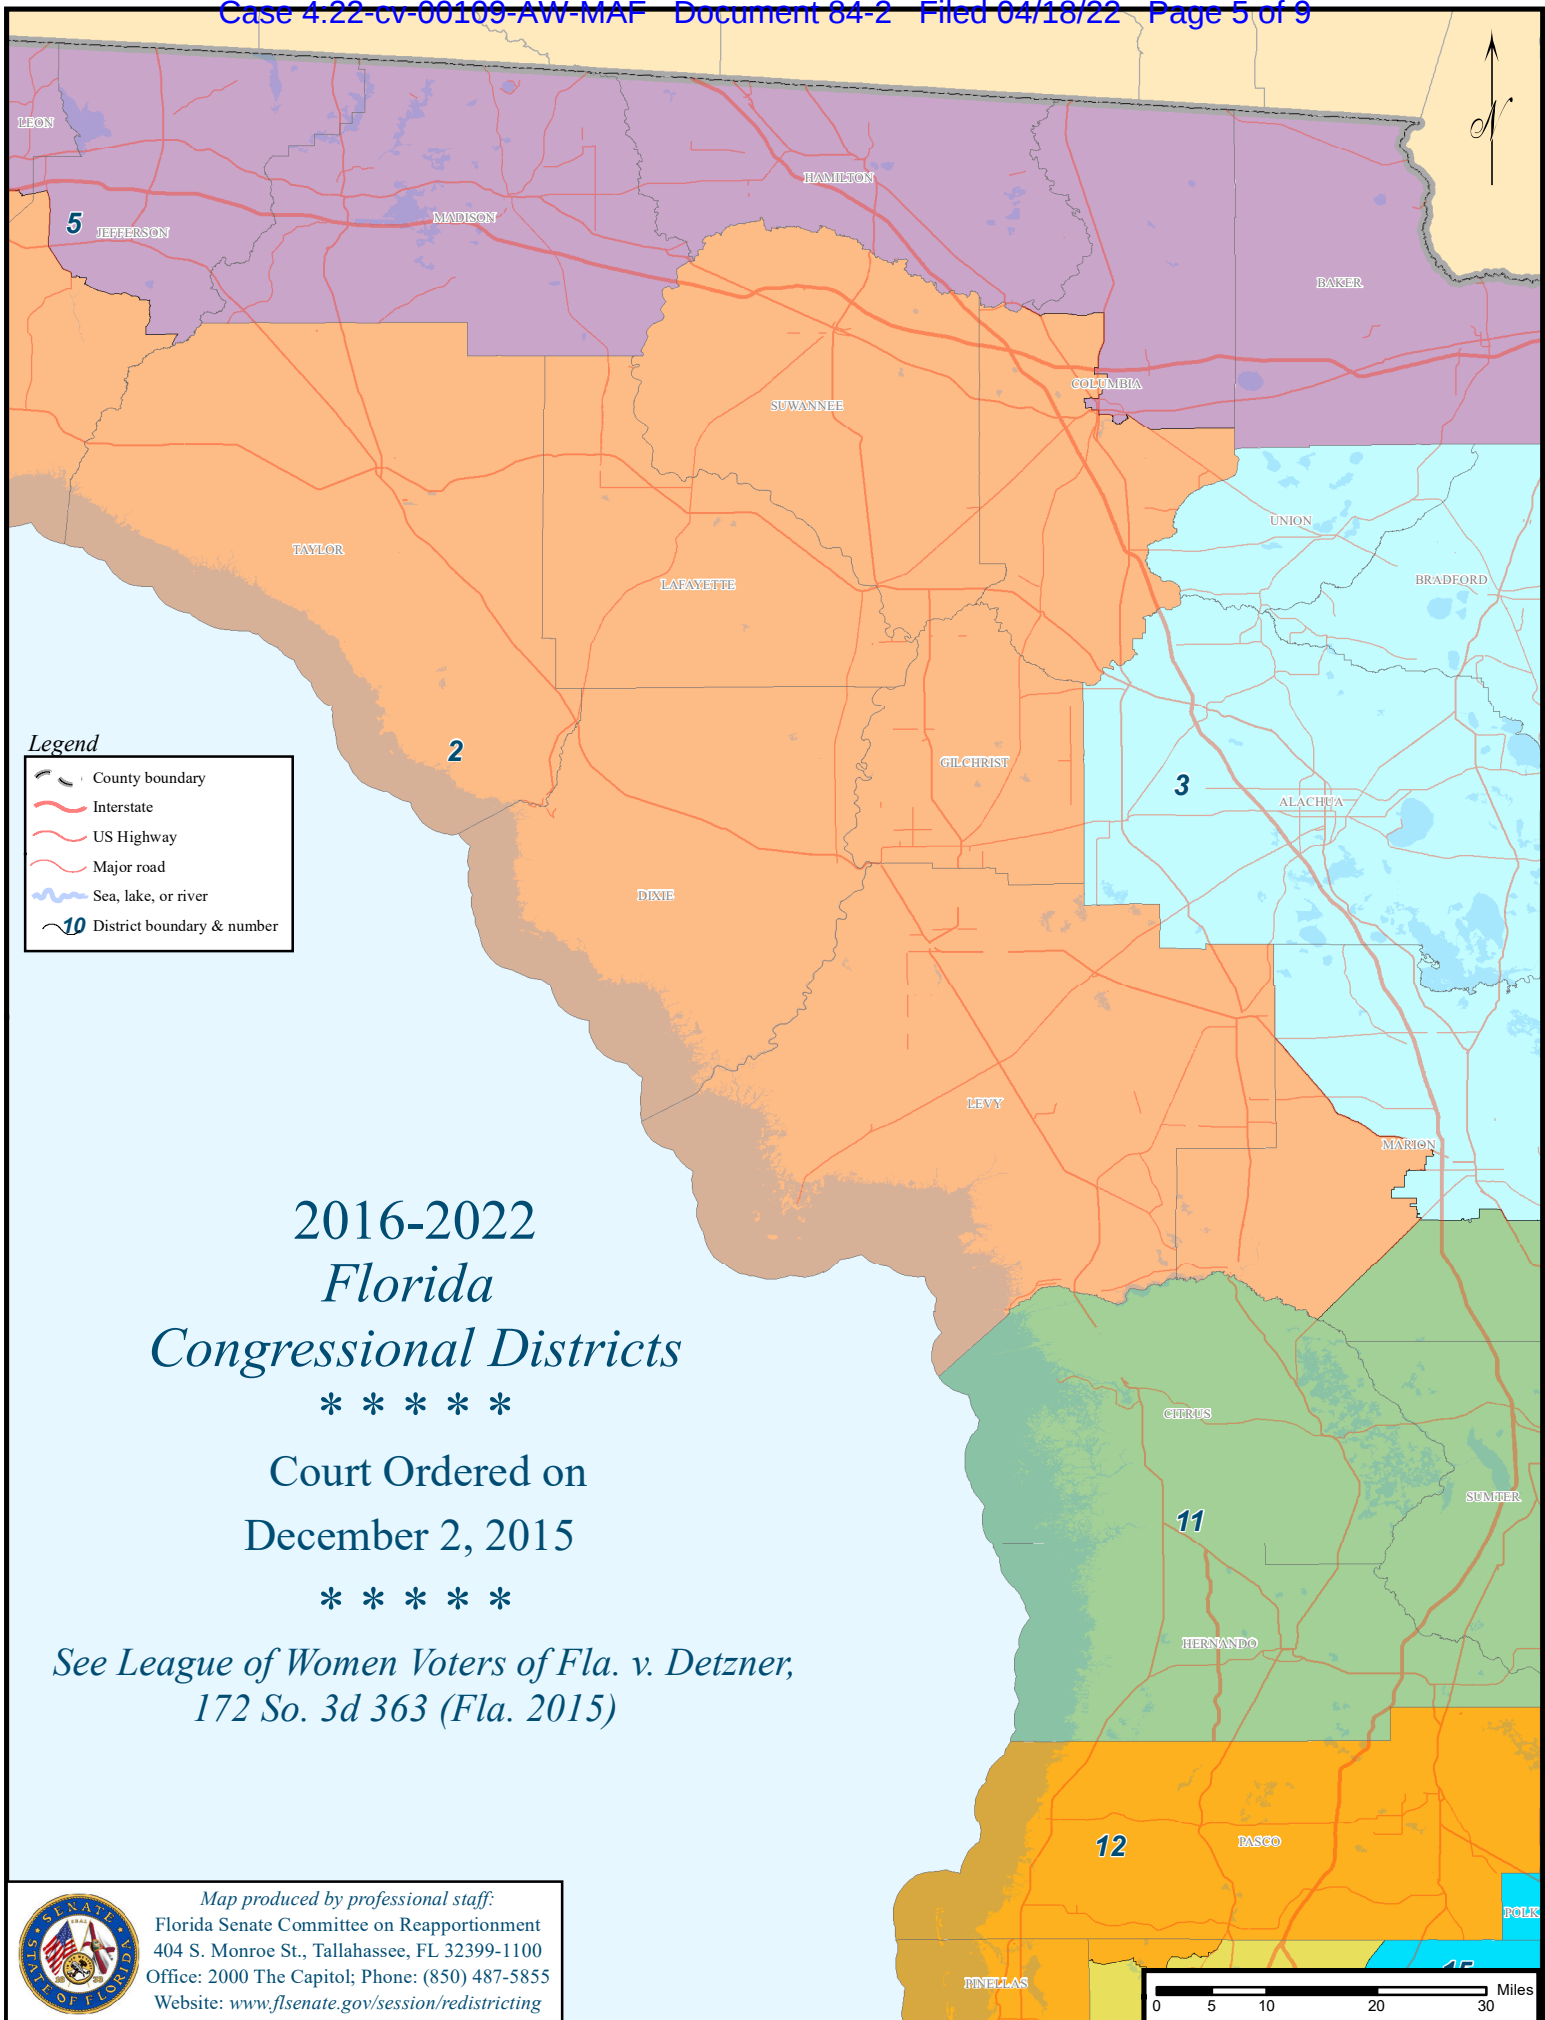 Case 4:22-cv-00109-AW-MAF Document 84-2 Filed 04/18/22 Page 5 of 9
N
LEON
HAMILTON
5
JEFFERSON
MADISON
BAKER
COLUMBIA
SUWANNEE
UNION
TAYLOR
BRADFORD
LAFAYETTE
2
GILCHRIST
3
ALACHUA
Legend
County boundary
Interstate
US Highway
Major road
Sea, lake, or river
10 District boundary & number
DIXIE
LEVY
MARION
2016-2022
Florida
Congressional Districts
* * * * *
Court Ordered on
December 2, 2015
* * * * *
See League of Women Voters of Fla. v. Detzner,
172 So. 3d 363 (Fla. 2015)
CITRUS
SUMTER
11
HERNANDO
12
PASCO
POLK
15
PINELLAS
SENATE
SEAL
STATE OF FLORIDA
Map produced by professional staff:
Florida Senate Committee on Reapportionment
404 S. Monroe St., Tallahassee, FL 32399-1100
Office: 2000 The Capitol; Phone: (850) 487-5855
Website: www.flsenate.gov/session/redistricting
Miles
0 5 10 20 30